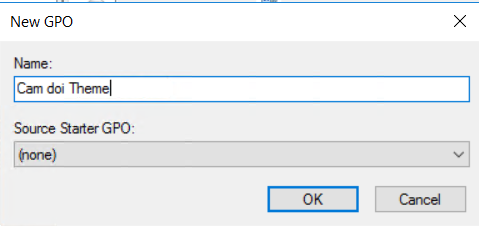 New GPO
Name:
Cam doi Theme
Source Starter GPO:
(none)
OK Cancel